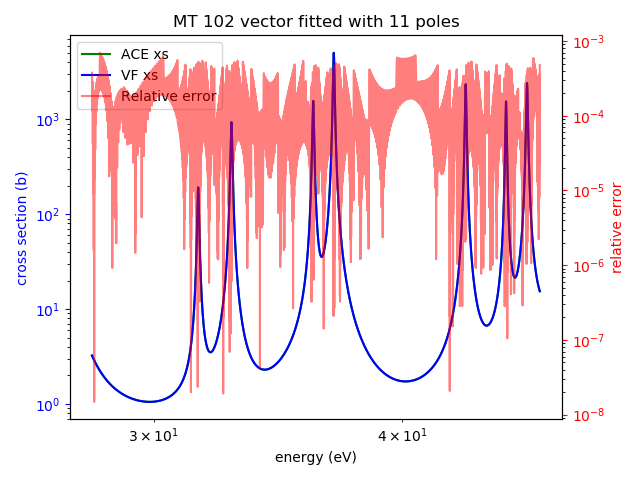 MT 102 vector fitted with 11 poles
ACE xs
VF xs
Relative error
cross section (b)
10³
10²
10¹
10⁰
10⁻³
10⁻⁴
10⁻⁵
10⁻⁶
10⁻⁷
10⁻⁸
relative error
3 × 10¹
4 × 10¹
energy (eV)